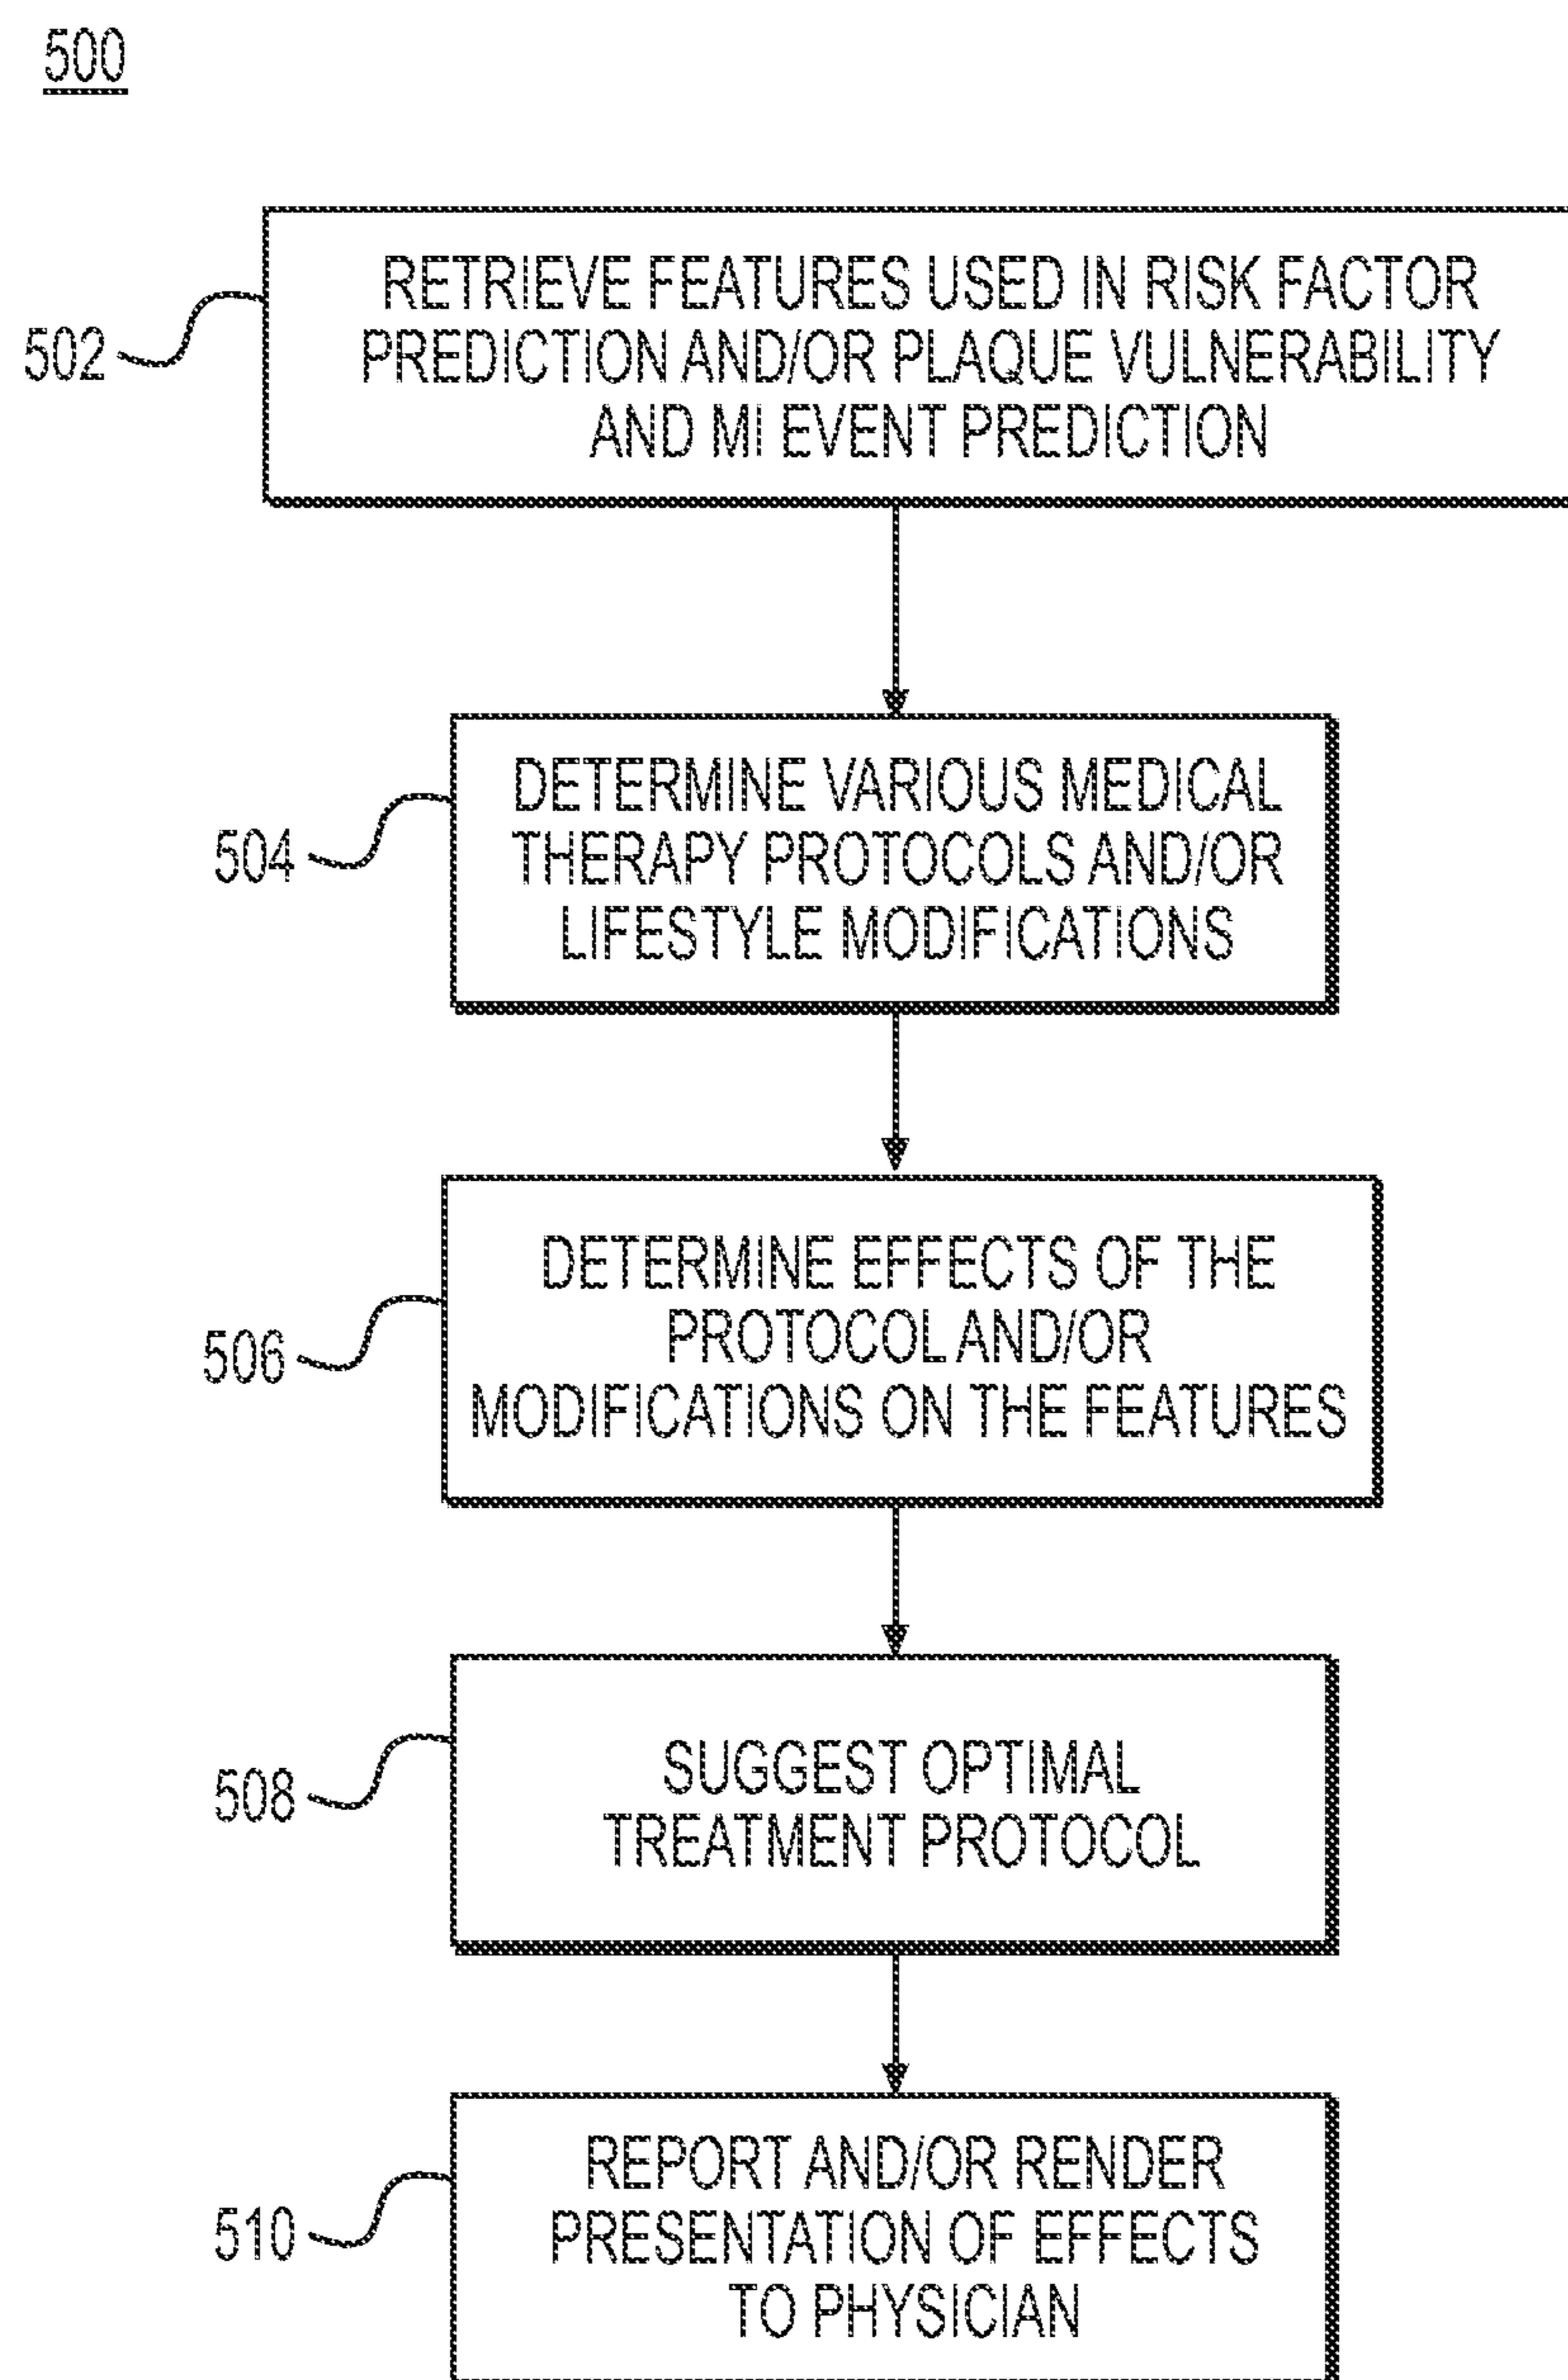 500
502
RETRIEVE FEATURES USED IN RISK FACTOR
PREDICTION AND/OR PLAQUE VULNERABILITY
AND MI EVENT PREDICTION
504
DETERMINE VARIOUS MEDICAL
THERAPY PROTOCOLS AND/OR
LIFESTYLE MODIFICATIONS
506
DETERMINE EFFECTS OF THE
PROTOCOL AND/OR
MODIFICATIONS ON THE FEATURES
508
SUGGEST OPTIMAL
TREATMENT PROTOCOL
510
REPORT AND/OR RENDER
PRESENTATION OF EFFECTS
TO PHYSICIAN